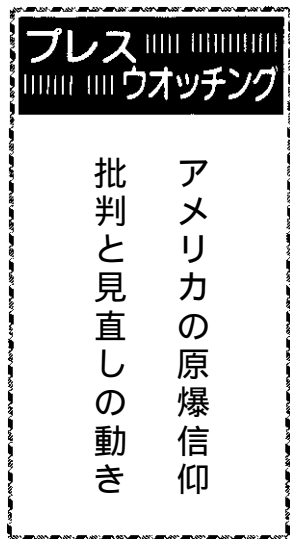 プレス
ウオッチング
アメリカの原爆信仰
批判と見直しの動き